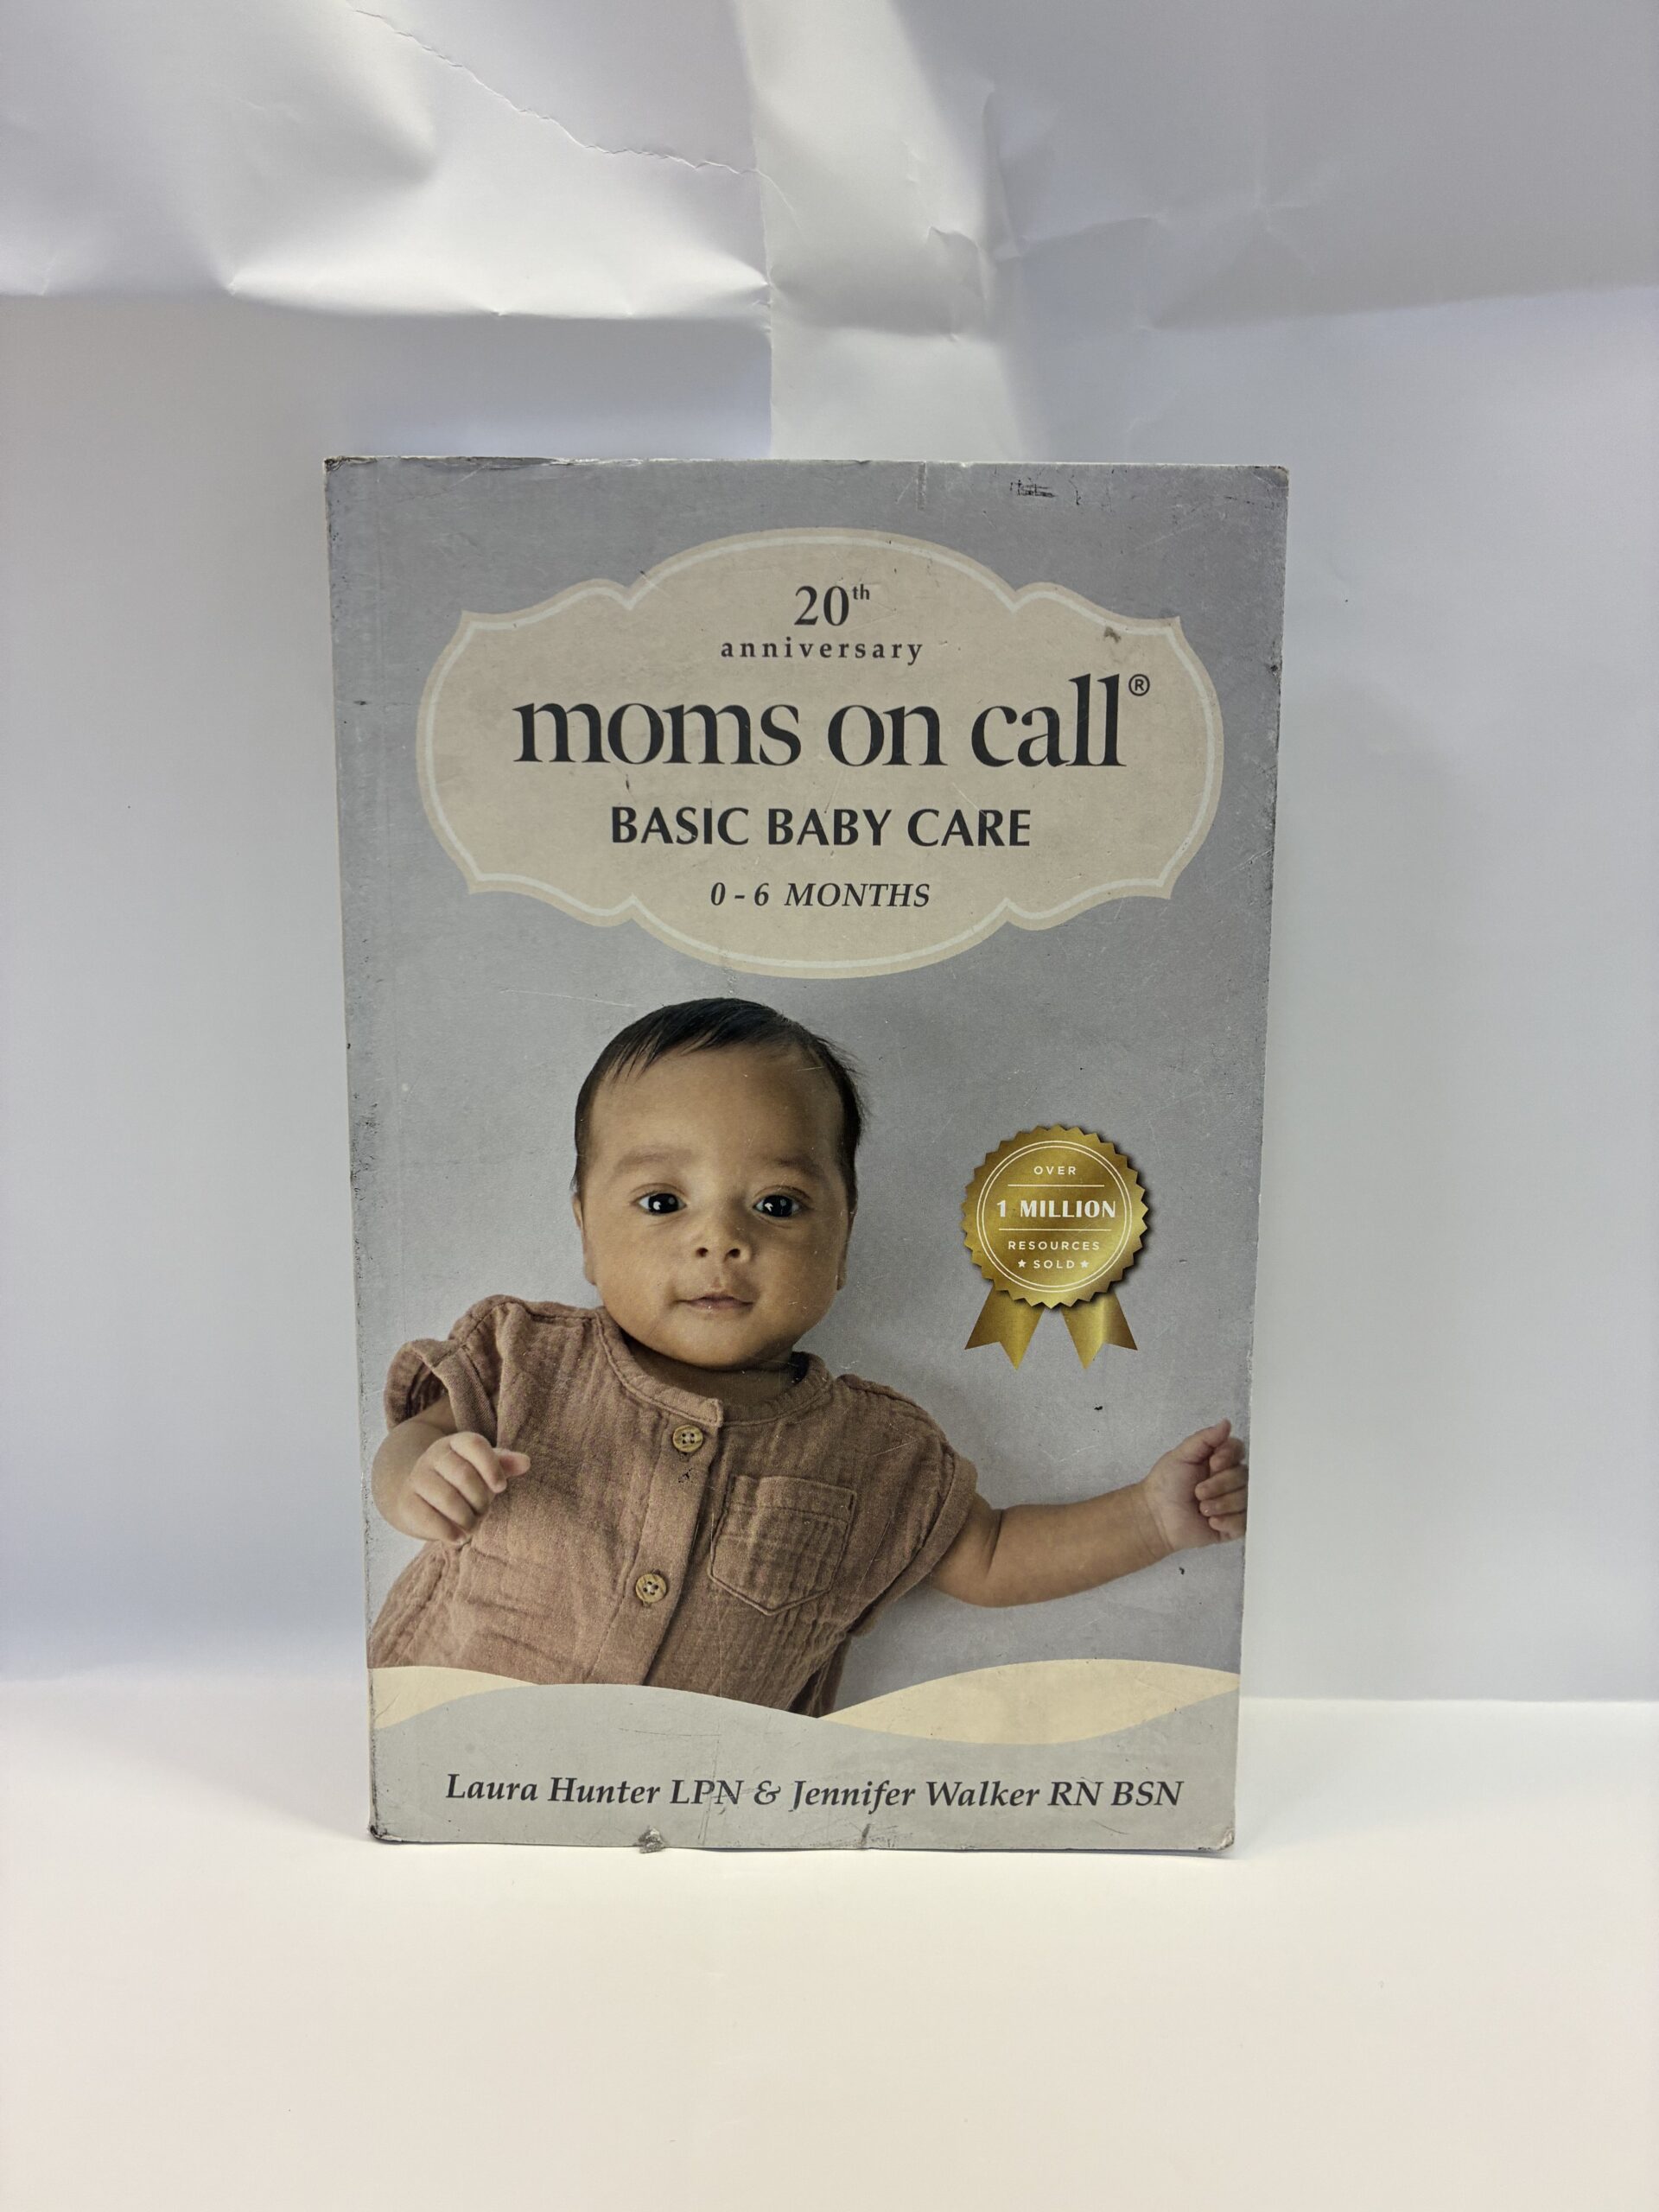 20th
anniversary
moms on call®
BASIC BABY CARE
0 - 6 MONTHS
OVER
1 MILLION
RESOURCES
★ SOLD ★
Laura Hunter LPN & Jennifer Walker RN BSN